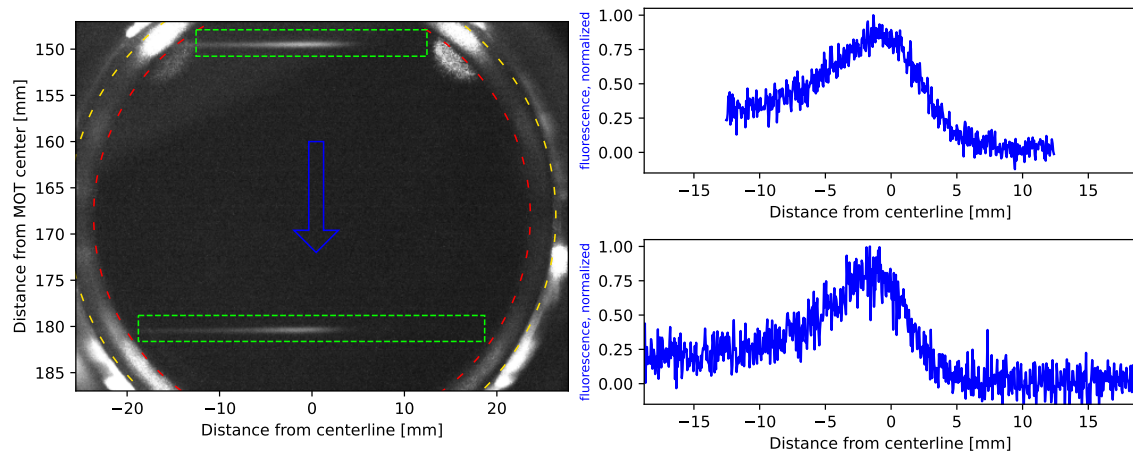 Distance from MOT center [mm]
150
155
160
165
170
175
180
185
−20 −10 0 10 20
Distance from centerline [mm]
fluorescence, normalized
1.00
0.75
0.50
0.25
0.00
−15 −10 −5 0 5 10 15
Distance from centerline [mm]
fluorescence, normalized
1.00
0.75
0.50
0.25
0.00
−15 −10 −5 0 5 10 15
Distance from centerline [mm]